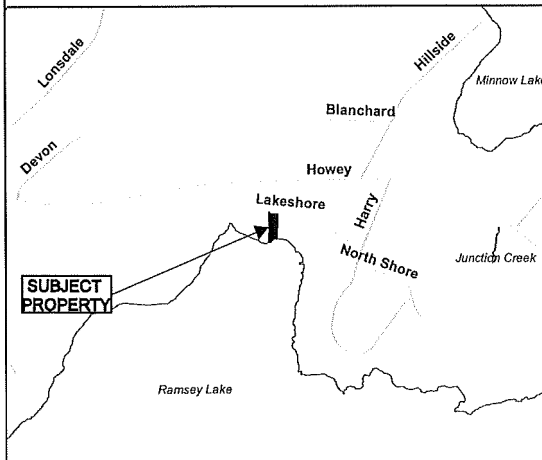 Lonsdale
Hillside
Minnow Lake
Blanchard
Devon
Howey
Lakeshore
Harry
North Shore
Junction Creek
SUBJECT
PROPERTY
Ramsey Lake